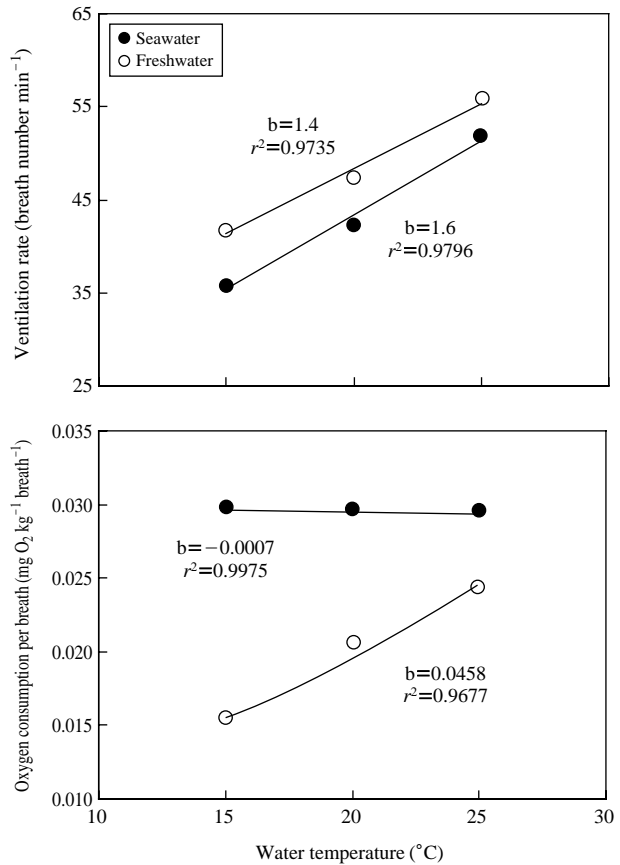 65
55
45
35
25
Ventilation rate (breath number min⁻¹)
Seawater
Freshwater
b=1.4
r²=0.9735
b=1.6
r²=0.9796
0.035
0.030
0.025
0.020
0.015
0.010
Oxygen consumption per breath (mg O₂ kg⁻¹ breath⁻¹)
b=−0.0007
r²=0.9975
b=0.0458
r²=0.9677
10 15 20 25 30
Water temperature (°C)